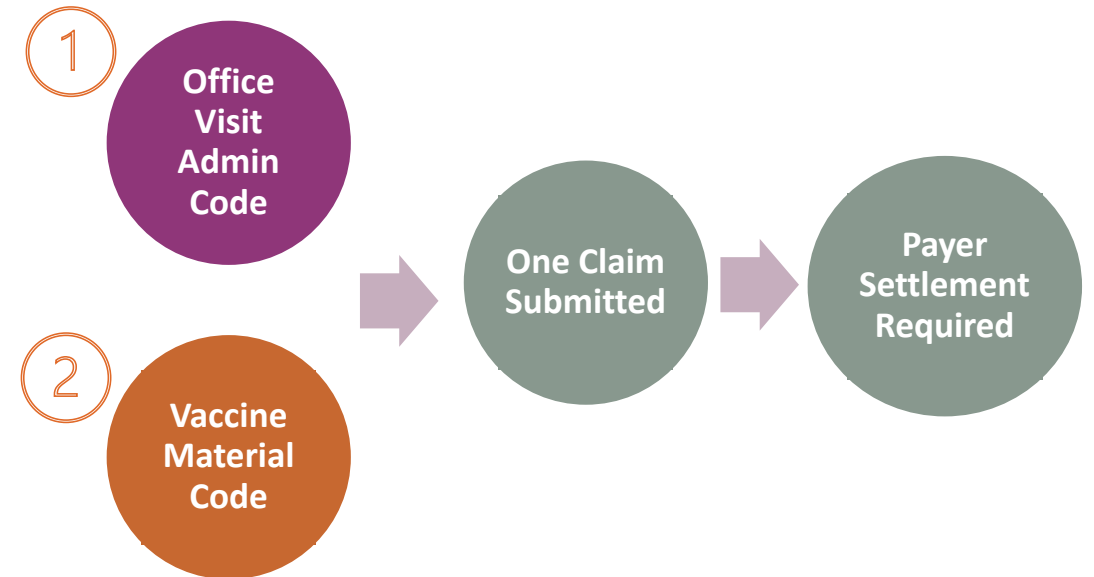 1
Office
Visit
Admin
Code
2
Vaccine
Material
Code
One Claim
Submitted
Payer
Settlement
Required